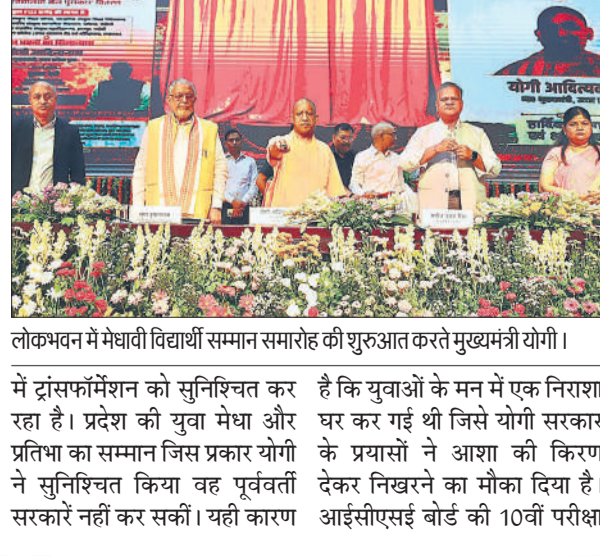 योगी आदित्य
लोकभवन में मेधावी विद्यार्थी सम्मान समारोह की शुरुआत करते मुख्यमंत्री योगी।
में ट्रांसफॉर्मेशन को सुनिश्चित कर
रहा है। प्रदेश की युवा मेधा और
प्रतिभा का सम्मान जिस प्रकार योगी
ने सुनिश्चित किया वह पूर्ववर्ती
सरकारें नहीं कर सकीं। यही कारण
है कि युवाओं के मन में एक निराशा
घर कर गई थी जिसे योगी सरकार
के प्रयासों ने आशा की किरण
देकर निखरने का मौका दिया है।
आईसीएसई बोर्ड की 10वीं परीक्षा